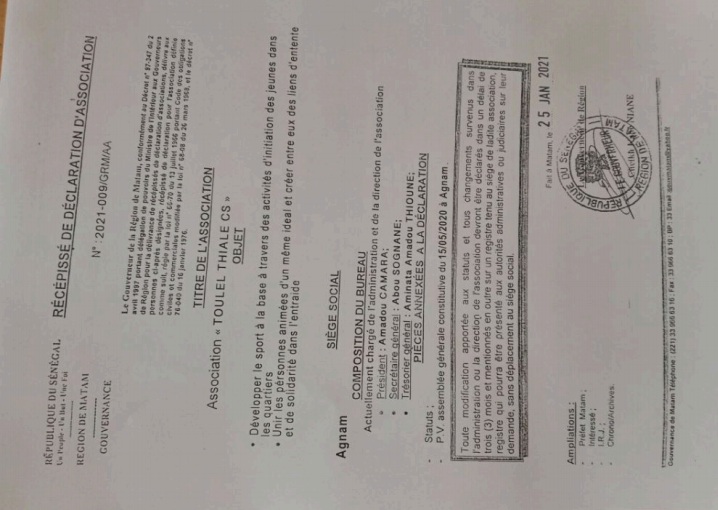 RÉPUBLIQUE DU SÉNÉGAL
Un Peuple - Un But - Une Foi
REGION DE MATAM
GOUVERNANCE
RÉCÉPISSÉ DE DÉCLARATION D'ASSOCIATION
N° : 2021-009/GRM/AA
Le Gouverneur de la Région de Matam, conformément au Décret n° 97-347 du 2
avril 1997 portant délégation de pouvoirs du Ministre de l'Intérieur aux Gouverneurs
de Région pour la délivrance de récépissés de déclaration d'associations, délivre aux
personnes ci-après désignées, récépissé de déclaration pour l'association définie
comme suit, régie par la loi n° 66-70 du 13 juillet 1966 portant Code des obligations
civiles et commerciales modifiée par la loi n° 68-08 du 26 mars 1968, et le décret n°
76-040 du 16 janvier 1976.
TITRE DE L'ASSOCIATION
Association « TOULEL THIALE CS »
OBJET
• Développer le sport à la base à travers des activités d'initiation des jeunes dans
les quartiers
• Unir les pérsonnes animées d'un même ideal et créer entre eux des liens d'entente
et de solidarité dans l'entraide
SIÈGE SOCIAL
Agnam
COMPOSITION DU BUREAU
Actuellement chargé de l'administration et de la direction de l'association
• Président : Amadou CAMARA;
• Secrétaire général : Abou SOGNANE;
• Trésorier général : Aminata Amadou THIOUNE;
PIÈCES ANNEXÉES A LA DÉCLARATION
- Statuts ;
- P.V. assemblée générale constitutive du 15/05/2020 à Agnam.
Toute modification apportée aux statuts et tous changements survenus dans
l'administration ou la direction de l'association devront être déclarés dans un délai de
trois (3) mois et mentionnés en outre sur un registre tenu au siège de ladite association,
registre qui pourra être présenté aux autorités administratives ou judiciaires sur leur
demande, sans déplacement au siège social.
Fait à Matam, le 25 JAN 2021
de Région
RÉPUBLIQUE DU SÉNÉGAL
LE GOUVERNEUR
RÉGION DE MATAM
Ampliations :
- Préfet Matam ;
- Intéressé ;
- I.R.J ;
- Chrono/Archives.
Gouvernance de Matam Téléphone : (221) 33 966 63 16 / Fax : 33 966 63 10 ; BP : 33 Email